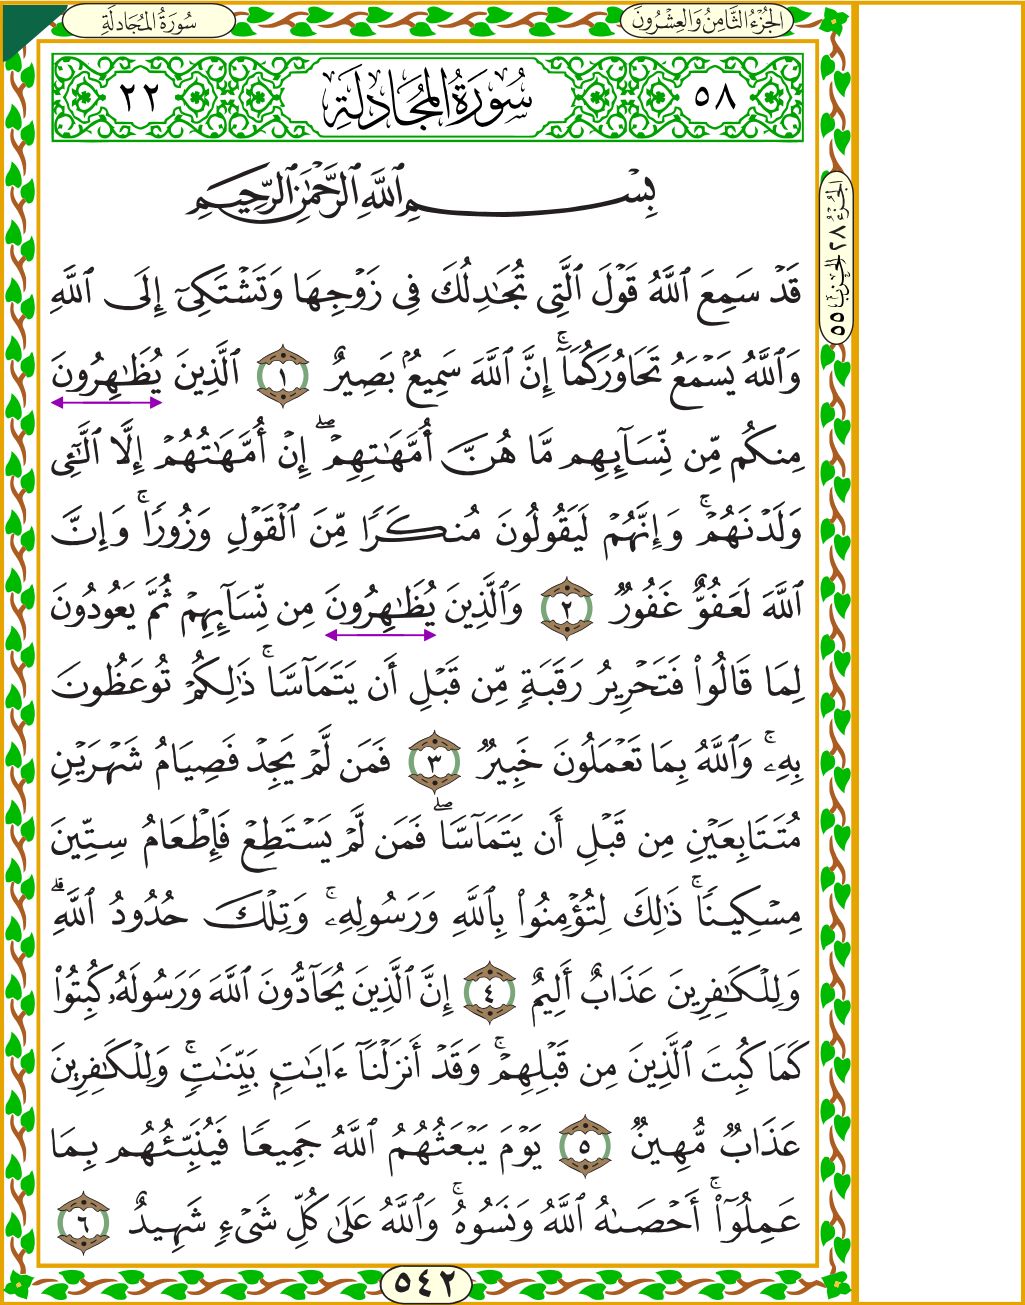 سُورَةُ المُجَادلَةِ
الجُزْءُ الثَّامِنُ وَالعِشْرُونَ
٥٨
سُورَةُ المُجَادلَةِ
٢٢
بِسْمِ ٱللَّهِ ٱلرَّحْمَٰنِ ٱلرَّحِيمِ
قَدْ سَمِعَ ٱللَّهُ قَوْلَ ٱلَّتِى تُجَٰدِلُكَ فِى زَوْجِهَا وَتَشْتَكِىٓ إِلَى ٱللَّهِ
وَٱللَّهُ يَسْمَعُ تَحَاوُرَكُمَآ ۚ إِنَّ ٱللَّهَ سَمِيعٌۢ بَصِيرٌ ١ ٱلَّذِينَ يُظَٰهِرُونَ
مِنكُم مِّن نِّسَآئِهِم مَّا هُنَّ أُمَّهَٰتِهِمْ ۖ إِنْ أُمَّهَٰتُهُمْ إِلَّا ٱلَّٰٓـِٔى
وَلَدْنَهُمْ ۚ وَإِنَّهُمْ لَيَقُولُونَ مُنكَرًا مِّنَ ٱلْقَوْلِ وَزُورًا ۚ وَإِنَّ
ٱللَّهَ لَعَفُوٌّ غَفُورٌ ٢ وَٱلَّذِينَ يُظَٰهِرُونَ مِن نِّسَآئِهِمْ ثُمَّ يَعُودُونَ
لِمَا قَالُوا۟ فَتَحْرِيرُ رَقَبَةٍ مِّن قَبْلِ أَن يَتَمَآسَّا ۚ ذَٰلِكُمْ تُوعَظُونَ
بِهِۦ ۚ وَٱللَّهُ بِمَا تَعْمَلُونَ خَبِيرٌ ٣ فَمَن لَّمْ يَجِدْ فَصِيَامُ شَهْرَيْنِ
مُتَتَابِعَيْنِ مِن قَبْلِ أَن يَتَمَآسَّا ۖ فَمَن لَّمْ يَسْتَطِعْ فَإِطْعَامُ سِتِّينَ
مِسْكِينًا ۚ ذَٰلِكَ لِتُؤْمِنُوا۟ بِٱللَّهِ وَرَسُولِهِۦ ۚ وَتِلْكَ حُدُودُ ٱللَّهِ ۗ
وَلِلْكَٰفِرِينَ عَذَابٌ أَلِيمٌ ٤ إِنَّ ٱلَّذِينَ يُحَآدُّونَ ٱللَّهَ وَرَسُولَهُۥ كُبِتُوا۟
كَمَا كُبِتَ ٱلَّذِينَ مِن قَبْلِهِمْ ۚ وَقَدْ أَنزَلْنَآ ءَايَٰتٍۭ بَيِّنَٰتٍ ۚ وَلِلْكَٰفِرِينَ
عَذَابٌ مُّهِينٌ ٥ يَوْمَ يَبْعَثُهُمُ ٱللَّهُ جَمِيعًا فَيُنَبِّئُهُم بِمَا
عَمِلُوٓا۟ ۚ أَحْصَىٰهُ ٱللَّهُ وَنَسُوهُ ۚ وَٱللَّهُ عَلَىٰ كُلِّ شَىْءٍ شَهِيدٌ ٦
الجُزْء ٢٨ الحِزب ٥٥
٥٤٢